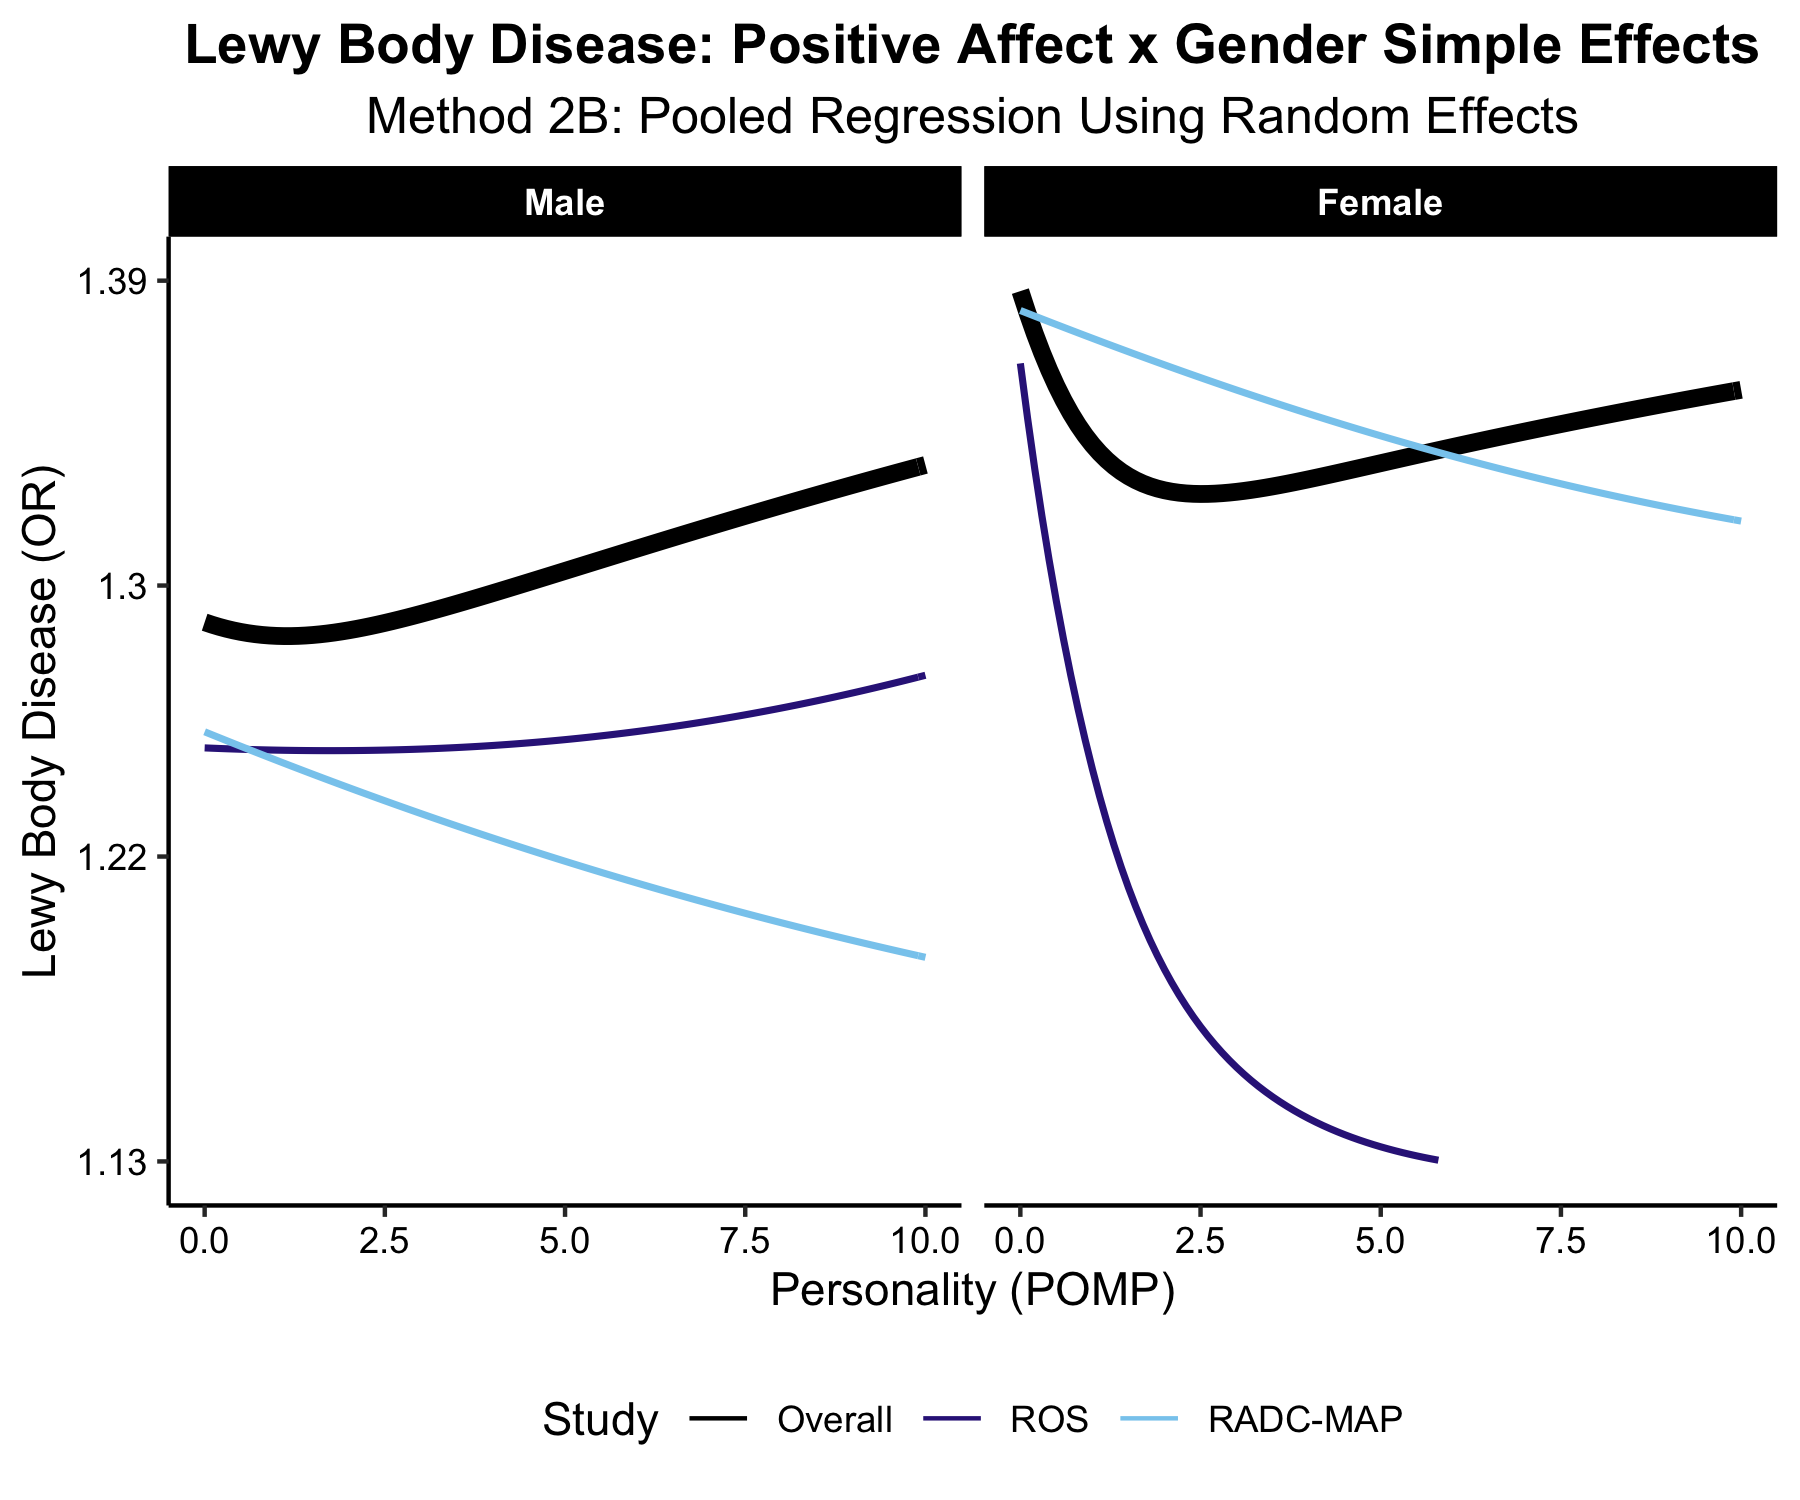 Lewy Body Disease: Positive Affect x Gender Simple Effects
Method 2B: Pooled Regression Using Random Effects
Male
Female
Lewy Body Disease (OR)
1.39
1.3
1.22
1.13
0.0 2.5 5.0 7.5 10.0
0.0 2.5 5.0 7.5 10.0
Personality (POMP)
Study Overall ROS RADC-MAP